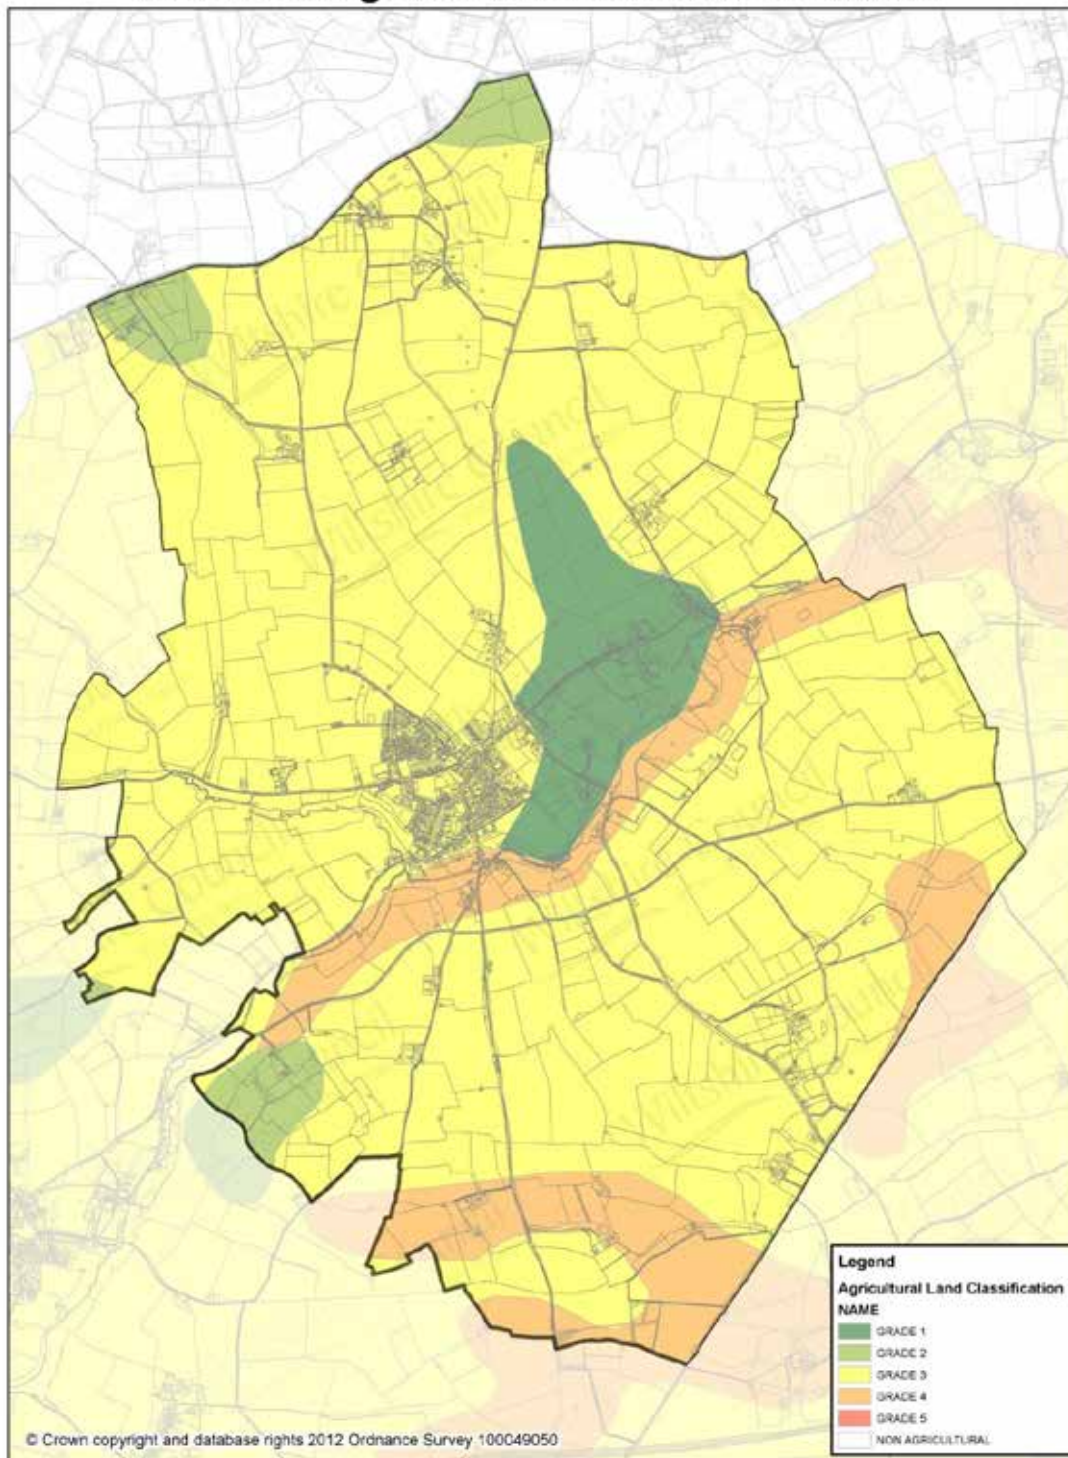 Legend
Agricultural Land Classification
NAME
GRADE 1
GRADE 2
GRADE 3
GRADE 4
GRADE 5
NON AGRICULTURAL
© Crown copyright and database rights 2012 Ordnance Survey 100049050